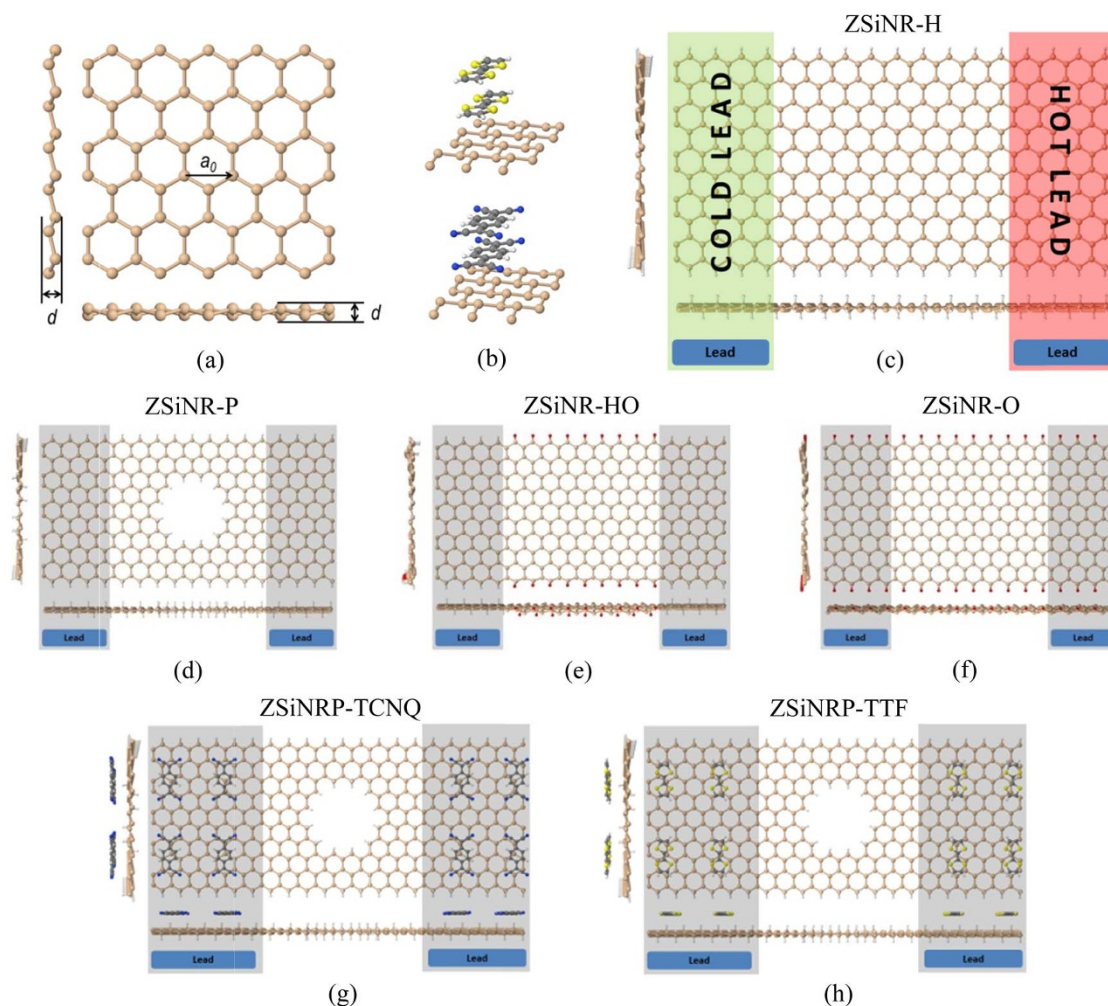 ZSiNR-H
a0
d
d
COLD LEAD
HOT LEAD
Lead
Lead
(a)
(b)
(c)
ZSiNR-P
ZSiNR-HO
ZSiNR-O
Lead
Lead
Lead
Lead
Lead
Lead
(d)
(e)
(f)
ZSiNRP-TCNQ
ZSiNRP-TTF
Lead
Lead
Lead
Lead
(g)
(h)